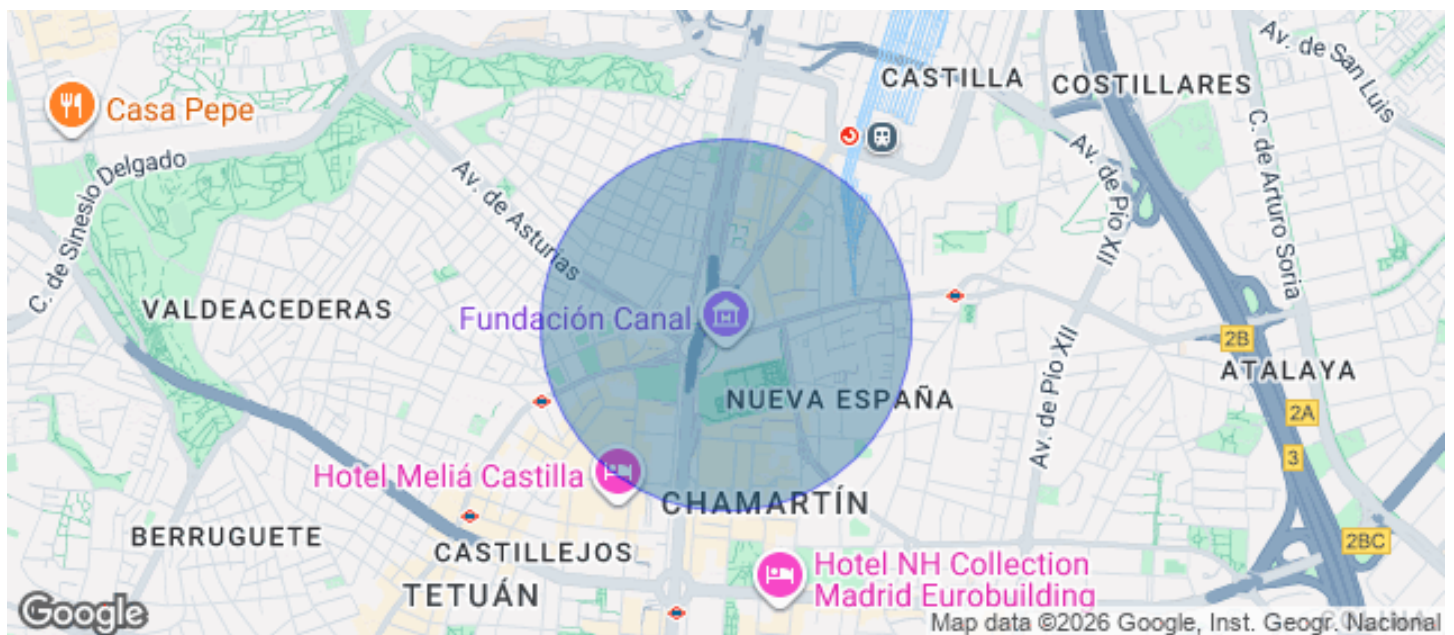 CASTILLA
COSTILLARES
Av. de San Luis
Casa Pepe
C. de Sinesio Delgado
Av. de Asturias
Av. de Pío XII
C. de Arturo Soria
VALDEACEDERAS
Fundación Canal
2B
ATALAYA
NUEVA ESPAÑA
Av. de Pío XII
2A
3
Hotel Meliá Castilla
CHAMARTÍN
BERRUGUETE
CASTILLEJOS
2BC
TETUÁN
Hotel NH Collection
Madrid Eurobuilding
Google
Map data ©2026 Google, Inst. Geogr. Nacional